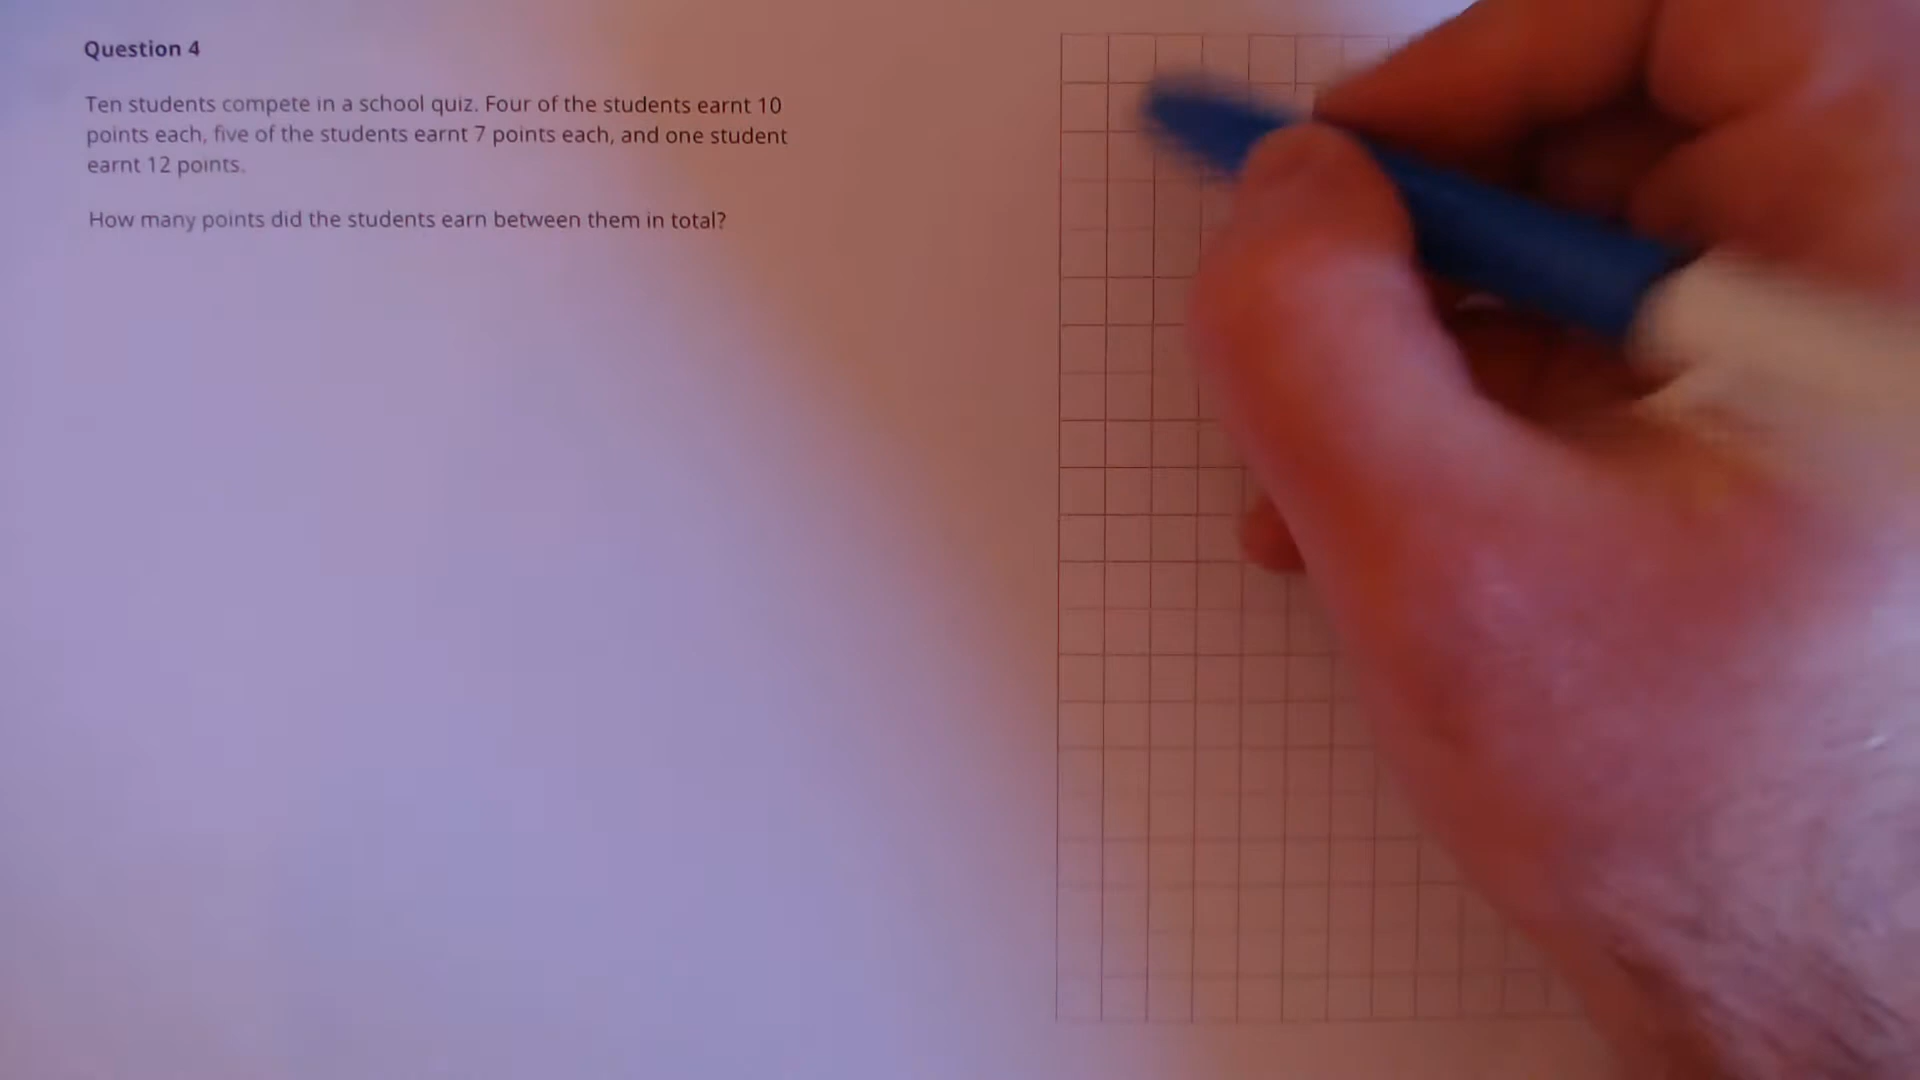 Question 4
Ten students compete in a school quiz. Four of the students earnt 10
points each, five of the students earnt 7 points each, and one student
earnt 12 points.
How many points did the students earn between them in total?